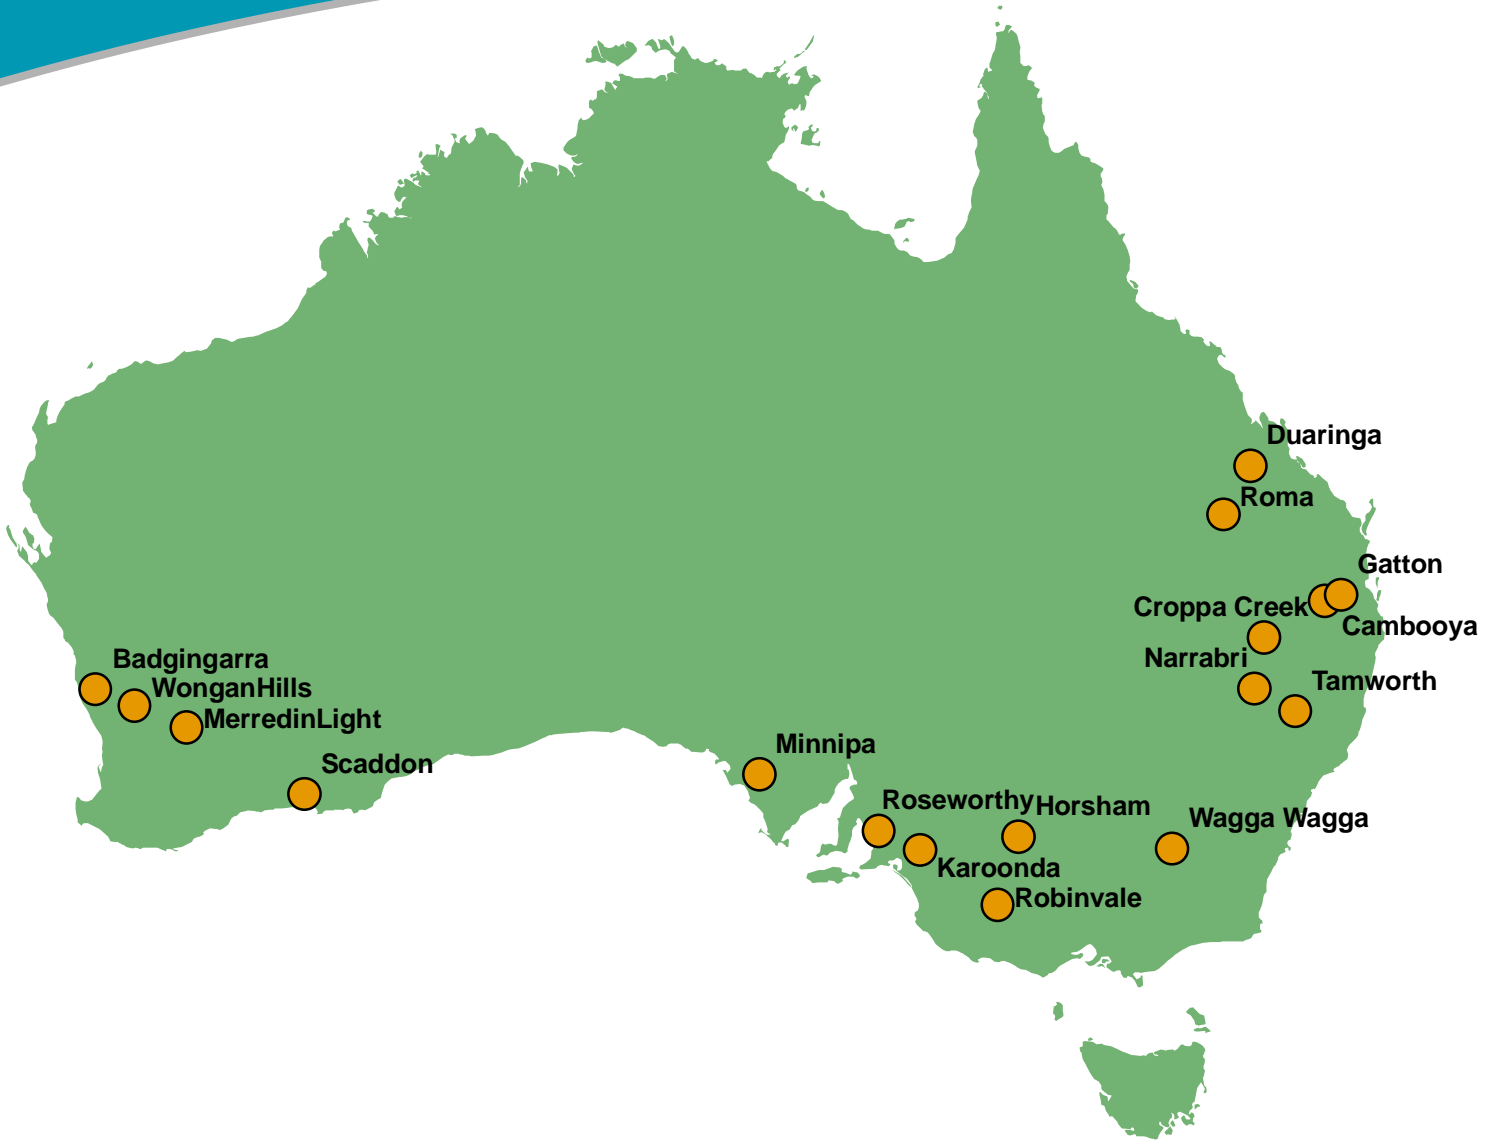 Duaringa
Roma
Gatton
Croppa Creek
Cambooya
Narrabri
Tamworth
Badgingarra
WonganHills
MerredinLight
Scaddon
Minnipa
Roseworthy
Horsham
Wagga Wagga
Karoonda
Robinvale